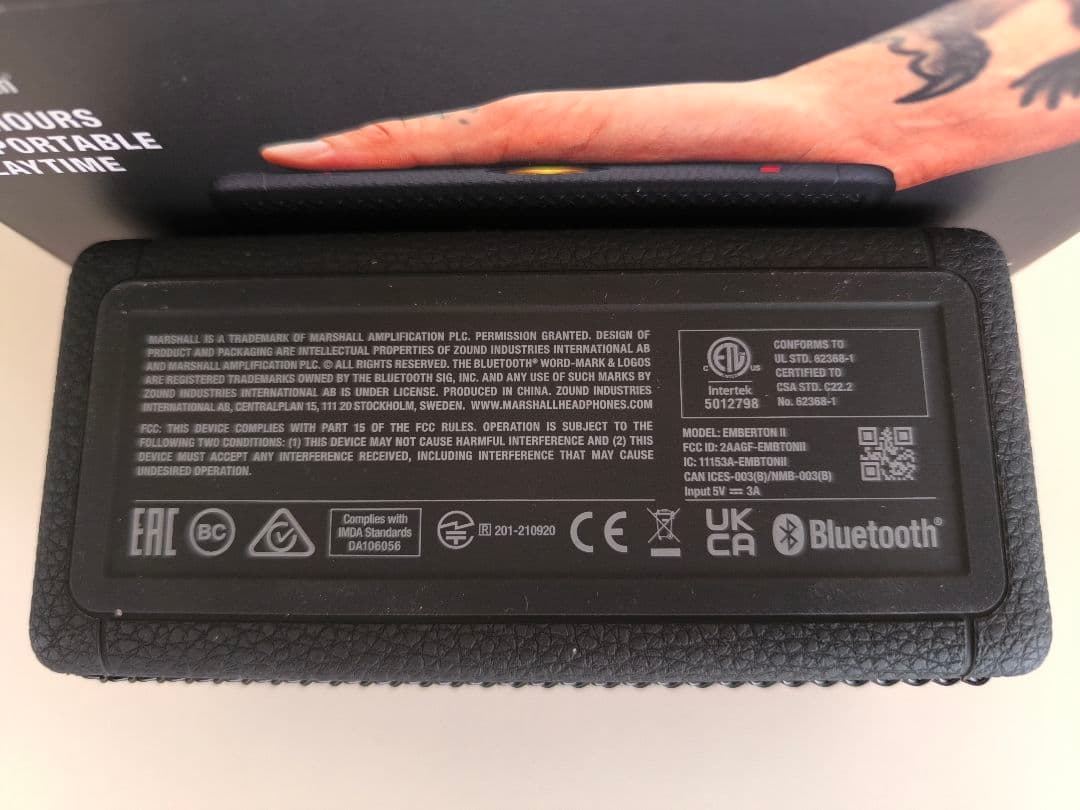 HOURS
PORTABLE
PLAYTIME
MARSHALL IS A TRADEMARK OF MARSHALL AMPLIFICATION PLC. PERMISSION GRANTED. DESIGN OF
PRODUCT AND PACKAGING ARE INTELLECTUAL PROPERTIES OF ZOUND INDUSTRIES INTERNATIONAL AB
AND MARSHALL AMPLIFICATION PLC. © ALL RIGHTS RESERVED. THE BLUETOOTH® WORD-MARK & LOGOS
ARE REGISTERED TRADEMARKS OWNED BY THE BLUETOOTH SIG, INC. AND ANY USE OF SUCH MARKS BY
ZOUND INDUSTRIES INTERNATIONAL AB IS UNDER LICENSE. PRODUCED IN CHINA. ZOUND INDUSTRIES
INTERNATIONAL AB, CENTRALPLAN 15, 111 20 STOCKHOLM, SWEDEN. WWW.MARSHALLHEADPHONES.COM
FCC: THIS DEVICE COMPLIES WITH PART 15 OF THE FCC RULES. OPERATION IS SUBJECT TO THE
FOLLOWING TWO CONDITIONS: (1) THIS DEVICE MAY NOT CAUSE HARMFUL INTERFERENCE AND (2) THIS
DEVICE MUST ACCEPT ANY INTERFERENCE RECEIVED, INCLUDING INTERFERENCE THAT MAY CAUSE
UNDESIRED OPERATION.
C ETL US
Intertek
5012798
CONFORMS TO
UL STD. 62368-1
CERTIFIED TO
CSA STD. C22.2
No. 62368-1
MODEL: EMBERTON II
FCC ID: 2AAGF-EMBTONII
IC: 11153A-EMBTONII
CAN ICES-003(B)/NMB-003(B)
Input 5V ⎓ 3A
EAC
BC
Complies with
IMDA Standards
DA106056
R 201-210920
CE
UK
CA
Bluetooth®